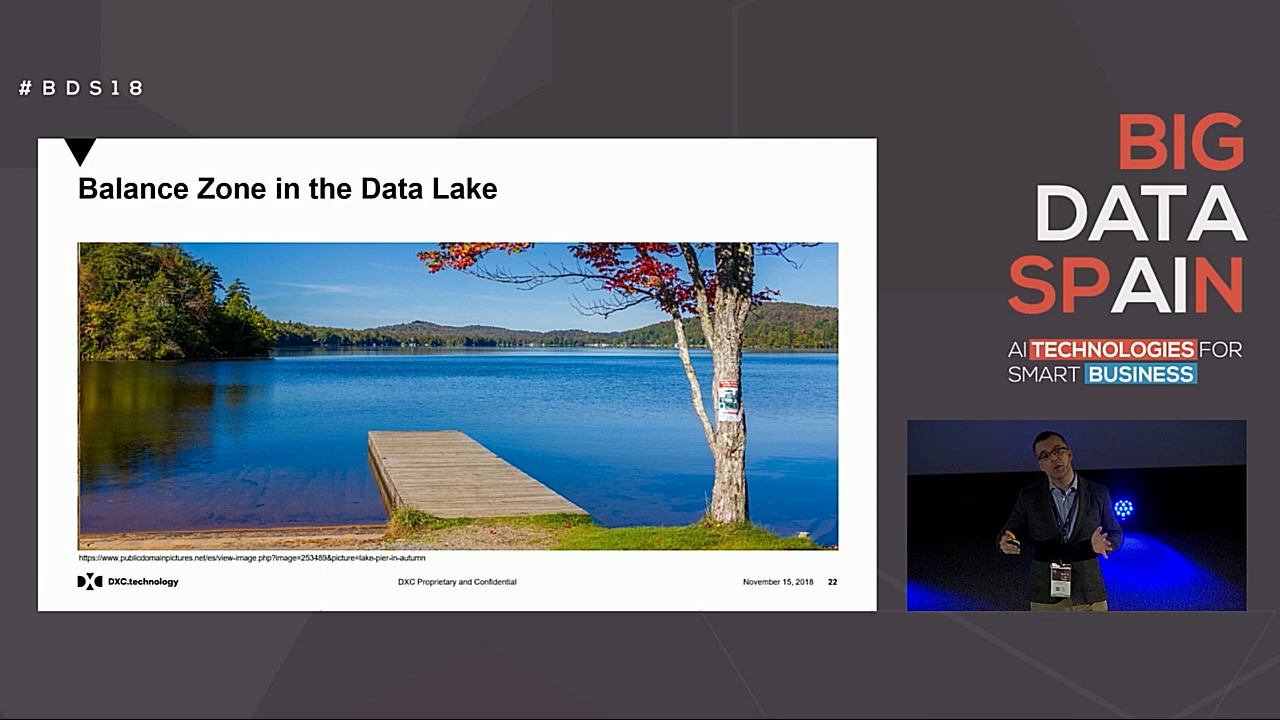 #BDS18
Balance Zone in the Data Lake
https://www.publicdomainpictures.net/es/view-image.php?image=253489&picture=lake-pier-in-autumn
DXC.technology
DXC Proprietary and Confidential
November 15, 2018
22
BIG
DATA
SPAIN
AI TECHNOLOGIES FOR
SMART BUSINESS